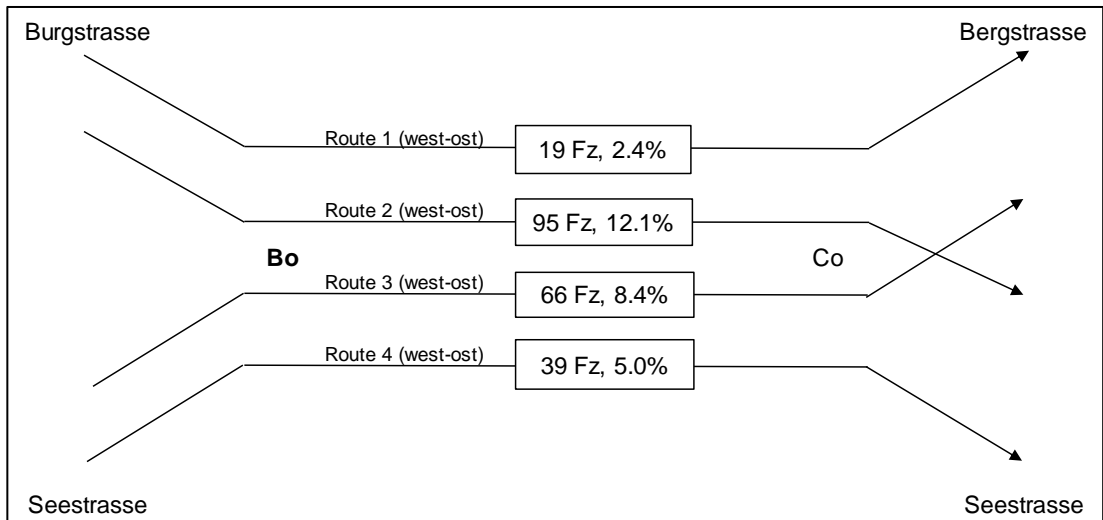 Burgstrasse
Bergstrasse
Route 1 (west-ost)
19 Fz, 2.4%
Route 2 (west-ost)
95 Fz, 12.1%
Bo
Co
Route 3 (west-ost)
66 Fz, 8.4%
Route 4 (west-ost)
39 Fz, 5.0%
Seestrasse
Seestrasse